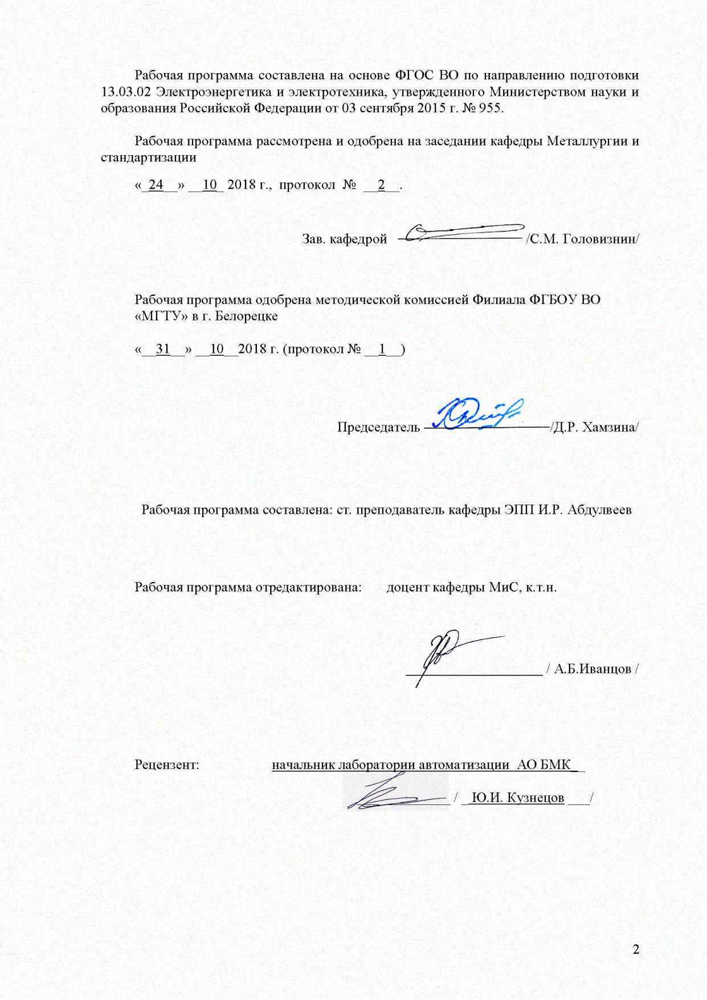 Рабочая программа составлена на основе ФГОС ВО по направлению подготовки
13.03.02 Электроэнергетика и электротехника, утвержденного Министерством науки и
образования Российской Федерации от 03 сентября 2015 г. № 955.
Рабочая программа рассмотрена и одобрена на заседании кафедры Металлургии и
стандартизации
«_24__» __10_ 2018 г., протокол № __2__.
Зав. кафедрой /С.М. Головизнин/
Рабочая программа одобрена методической комиссией Филиала ФГБОУ ВО
«МГТУ» в г. Белорецке
«__31__» __10__2018 г. (протокол № __1__)
Председатель /Д.Р. Хамзина/
Рабочая программа составлена: ст. преподаватель кафедры ЭПП И.Р. Абдулвеев
Рабочая программа отредактирована: доцент кафедры МиС, к.т.н.
/ А.Б.Иванцов /
Рецензент: начальник лаборатории автоматизации АО БМК_
/ _Ю.И. Кузнецов ___/
2